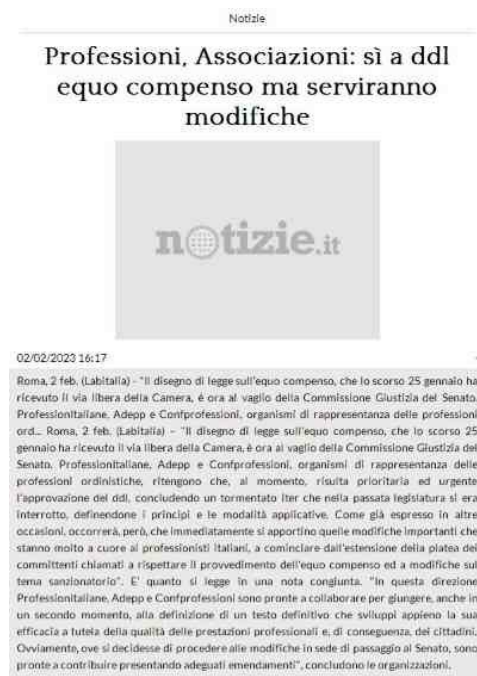 Notizie
Professioni, Associazioni: sì a ddl
equo compenso ma serviranno
modifiche
notizie.it
02/02/2023 16:17
Roma, 2 feb. (Labitalia) - "Il disegno di legge sull'equo compenso, che lo scorso 25 gennaio ha
ricevuto il via libera della Camera, è ora al vaglio della Commissione Giustizia del Senato.
ProfessionItaliane, Adepp e Confprofessioni, organismi di rappresentanza delle professioni
ord... Roma, 2 feb. (Labitalia) – "Il disegno di legge sull'equo compenso, che lo scorso 25
gennaio ha ricevuto il via libera della Camera, è ora al vaglio della Commissione Giustizia del
Senato. ProfessionItaliane, Adepp e Confprofessioni, organismi di rappresentanza delle
professioni ordinistiche, ritengono che, al momento, risulta prioritaria ed urgente
l'approvazione del ddl, concludendo un tormentato iter che nella passata legislatura si era
interrotto, definendone i principi e le modalità applicative. Come già espresso in altre
occasioni, occorrerà, però, che immediatamente si apportino quelle modifiche importanti che
stanno molto a cuore ai professionisti italiani, a cominciare dall'estensione della platea dei
committenti chiamati a rispettare il provvedimento dell'equo compenso ed a modifiche sul
tema sanzionatorio". E' quanto si legge in una nota congiunta. "In questa direzione
ProfessionItaliane, Adepp e Confprofessioni sono pronte a collaborare per giungere, anche in
un secondo momento, alla definizione di un testo definitivo che sviluppi appieno la sua
efficacia a tutela della qualità delle prestazioni professionali e, di conseguenza, dei cittadini.
Ovviamente, ove si decidesse di procedere alle modifiche in sede di passaggio al Senato, sono
pronte a contribuire presentando adeguati emendamenti", concludono le organizzazioni.